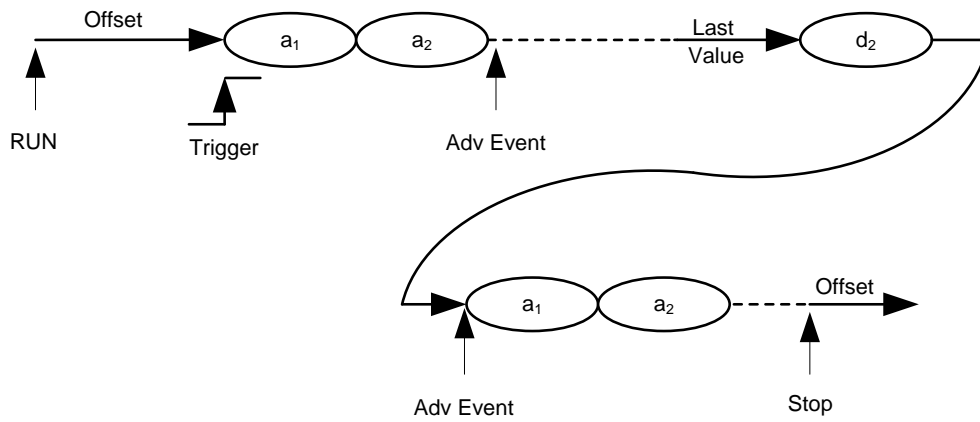 Offset
a₁
a₂
Last
Value
d₂
RUN
Trigger
Adv Event
a₁
a₂
Offset
Adv Event
Stop